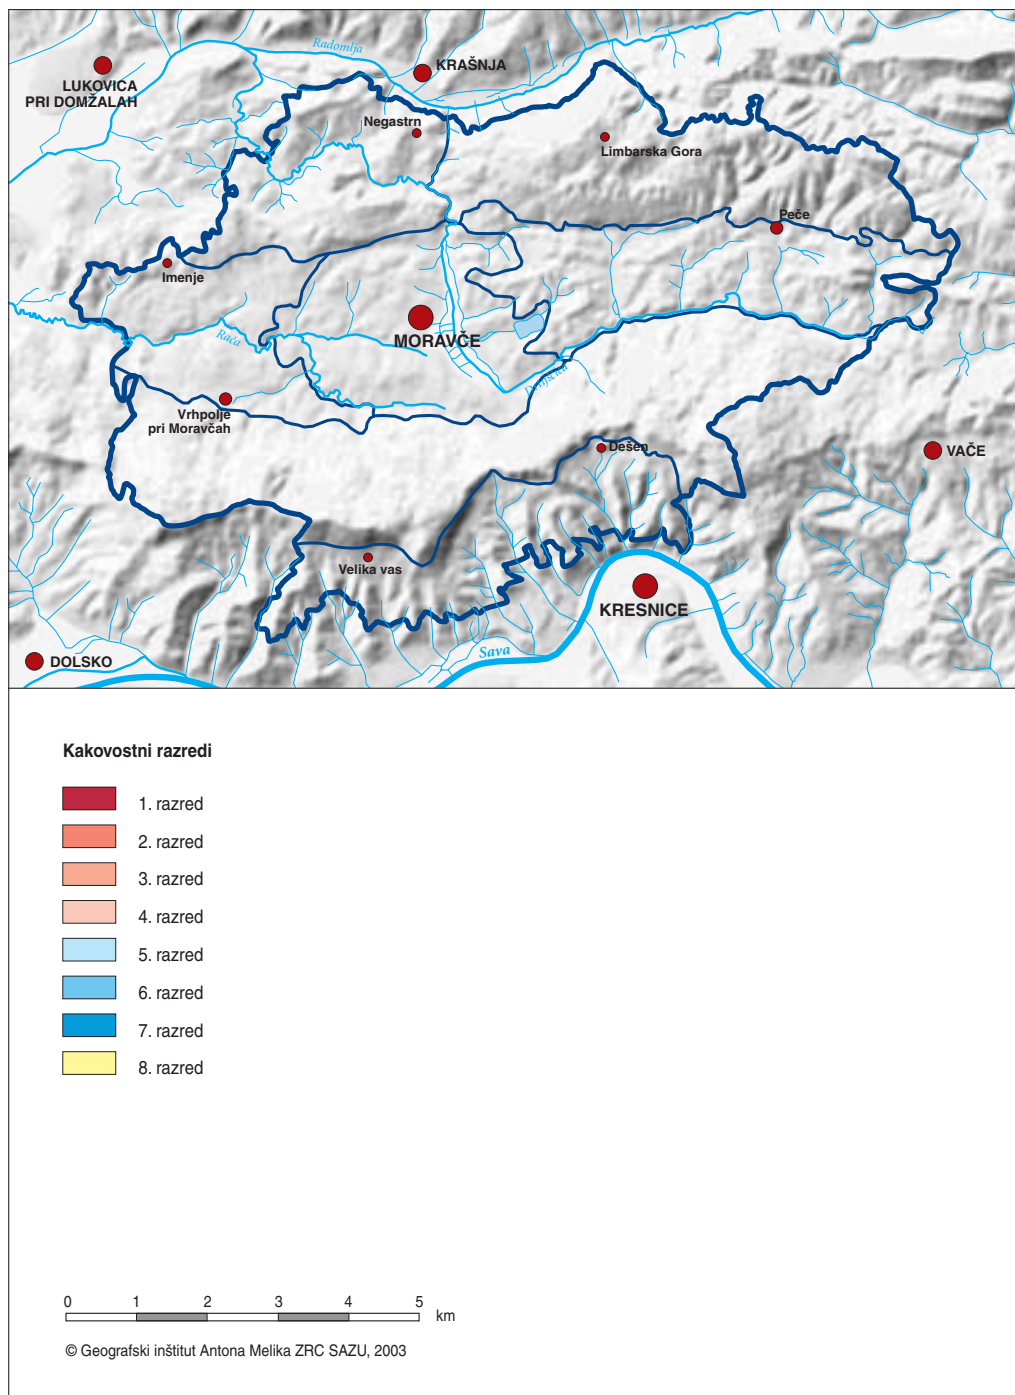 Radomlja
KRAŠNJA
LUKOVICA
PRI DOMŽALAH
Negastrn
Limbarska Gora
Peče
Imenje
MORAVČE
Rača
Drtijščica
Vrhpolje
pri Moravčah
Dešen
VAČE
Velika vas
KRESNICE
Sava
DOLSKO
Kakovostni razredi
1. razred
2. razred
3. razred
4. razred
5. razred
6. razred
7. razred
8. razred
0 1 2 3 4 5
km
© Geografski inštitut Antona Melika ZRC SAZU, 2003